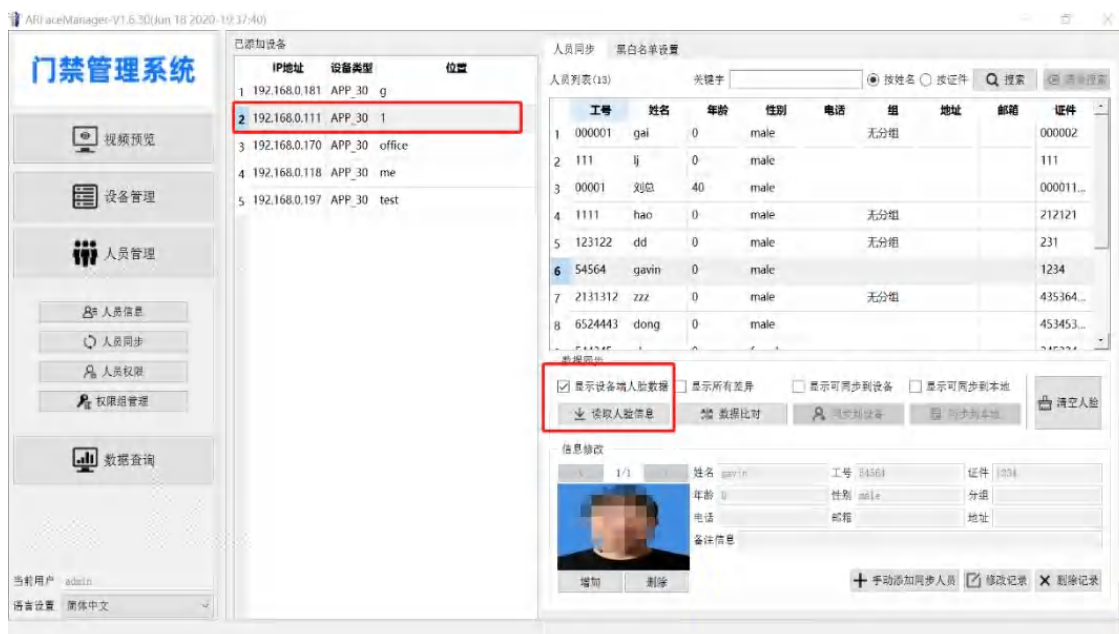 ARFaceManager-V1.6.30(Jun 18 2020-19:37:40)
门禁管理系统
视频预览
设备管理
人员管理
人员信息
人员同步
人员权限
权限组管理
数据查询
当前用户 admin
语言设置 简体中文
已添加设备
IP地址 设备类型 位置
1 192.168.0.181 APP_30 g
2 192.168.0.111 APP_30 1
3 192.168.0.170 APP_30 office
4 192.168.0.118 APP_30 me
5 192.168.0.197 APP_30 test
人员同步 黑白名单设置
人员列表(13) 关键字 按姓名 按证件 搜索
工号 姓名 年龄 性别 电话 组 地址 邮箱 证件
1 000001 gai 0 male 无分组 000002
2 111 lj 0 male 111
3 00001 刘总 40 male 000011...
4 1111 hao 0 male 无分组 212121
5 123122 dd 0 male 无分组 231
6 54564 gavin 0 male 1234
7 2131312 zzz 0 male 无分组 435364...
8 6524443 dong 0 male 453453...
数据同步
显示设备端人脸数据 显示所有差异 显示可同步到设备 显示可同步到本地
读取人脸信息 数据比对 同步到设备 同步到本地 清空人脸
信息修改
1/1
姓名 gavin 工号 54564 证件 1234
年龄 0 性别 male 分组
电话 邮箱 地址
备注信息
增加 删除
手动添加同步人员 修改记录 删除记录